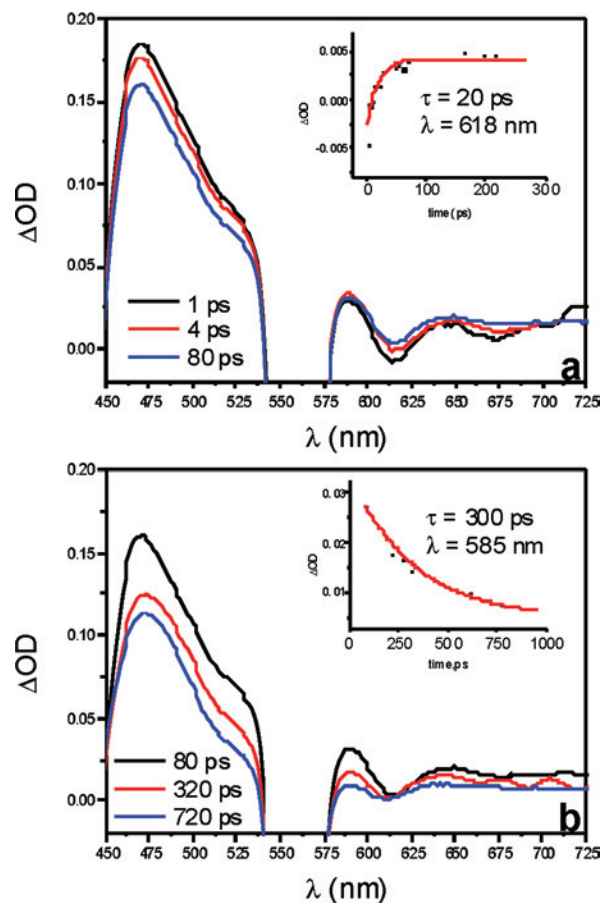 0.20
0.15
0.10
0.05
0.00
ΔOD
0.005
0.000
-0.005
ΔOD
τ = 20 ps
λ = 618 nm
0 100 200 300
time (ps)
1 ps
4 ps
80 ps
a
450 475 500 525 550 575 600 625 650 675 700 725
λ (nm)
0.20
0.15
0.10
0.05
0.00
ΔOD
0.03
0.02
0.01
ΔOD
τ = 300 ps
λ = 585 nm
0 250 500 750 1000
time,ps
80 ps
320 ps
720 ps
b
450 475 500 525 550 575 600 625 650 675 700 725
λ (nm)